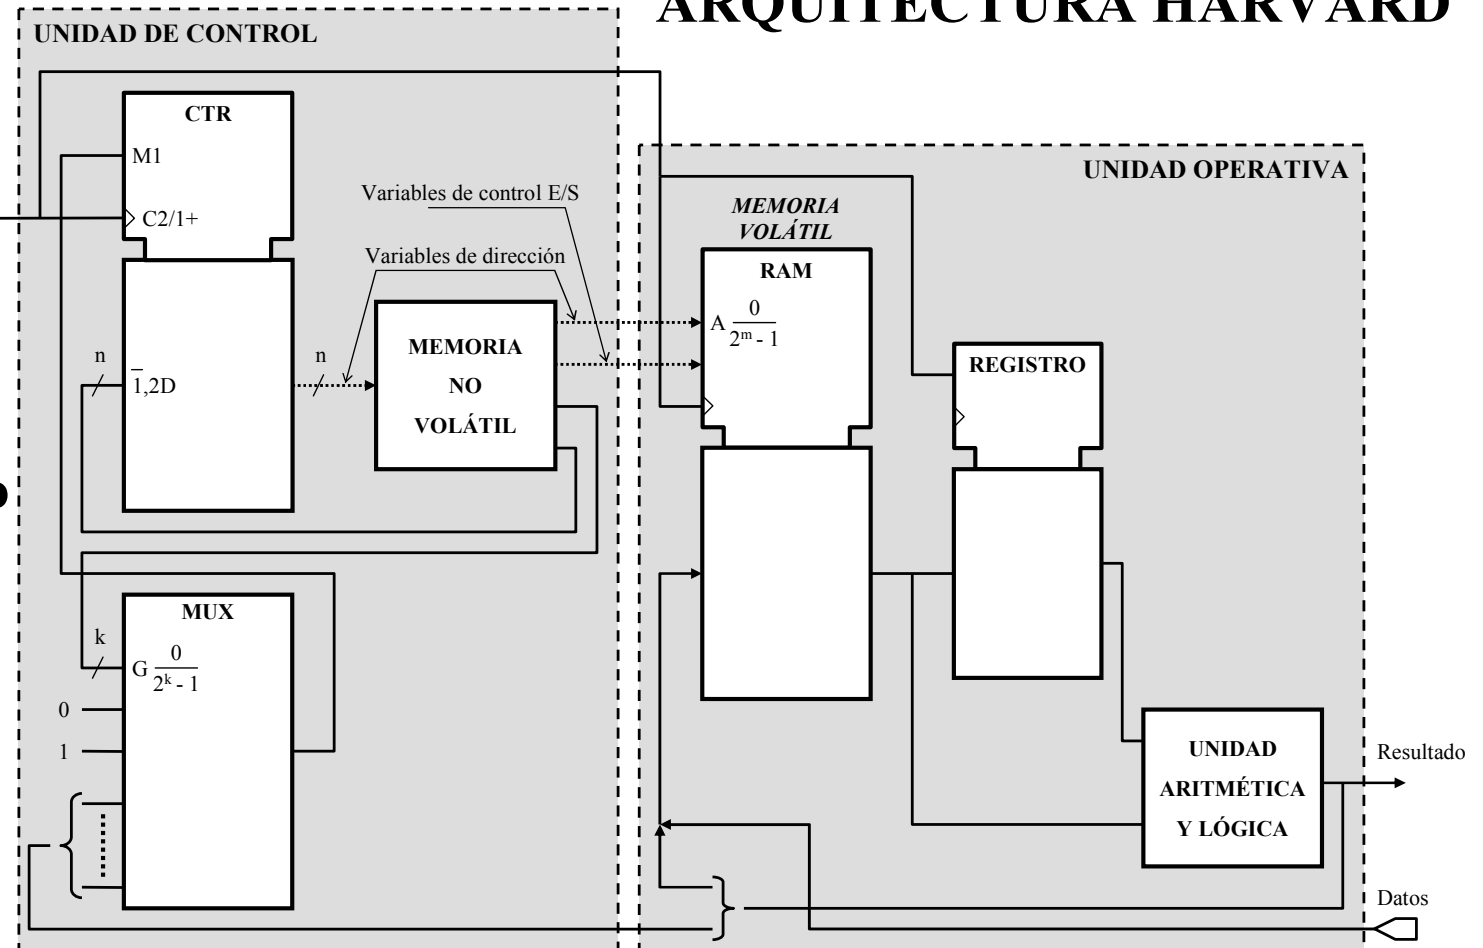 ARQUITECTURA HARVARD
UNIDAD DE CONTROL
CTR
M1
C2/1+
n
1̅,2D
n
Variables de control E/S
Variables de dirección
MEMORIA
NO
VOLÁTIL
MUX
k
G 0
2ᵏ - 1
0
1
UNIDAD OPERATIVA
MEMORIA
VOLÁTIL
RAM
A 0
2ᵐ - 1
REGISTRO
UNIDAD
ARITMÉTICA
Y LÓGICA
Resultado
Datos